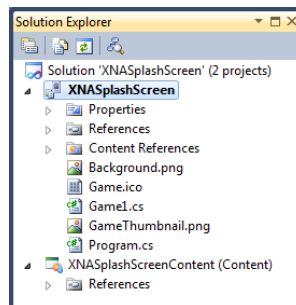 Solution Explorer
Solution 'XNASplashScreen' (2 projects)
XNASplashScreen
Properties
References
Content References
Background.png
Game.ico
Game1.cs
GameThumbnail.png
Program.cs
XNASplashScreenContent (Content)
References